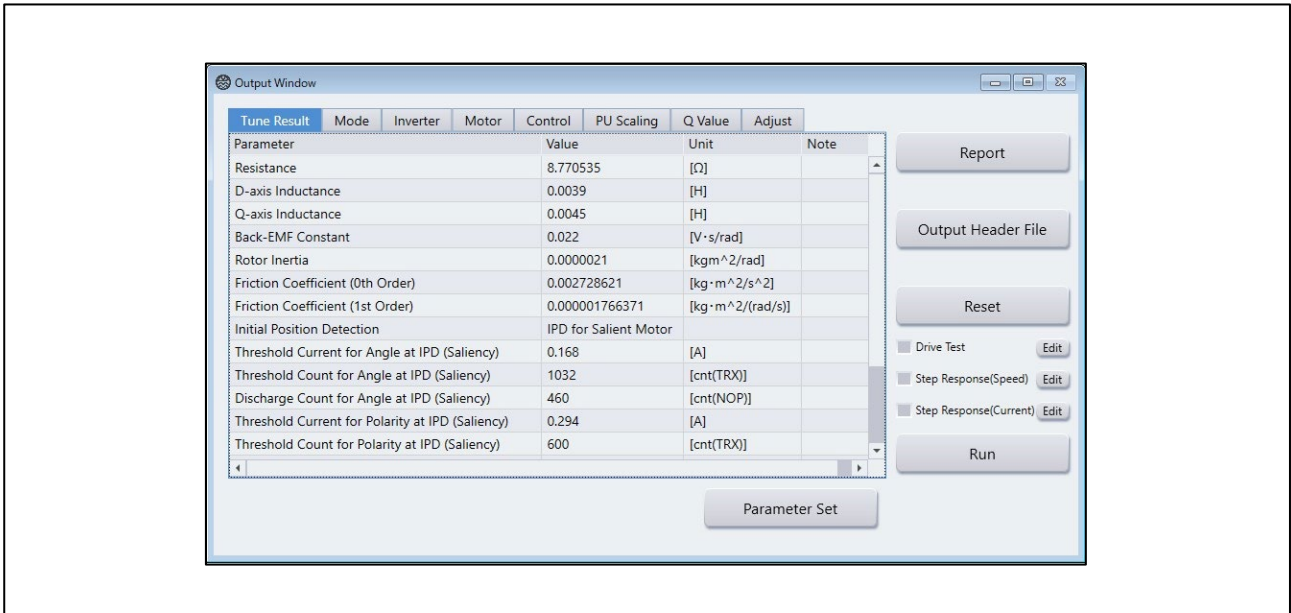 Output Window
Tune Result Mode Inverter Motor Control PU Scaling Q Value Adjust
Parameter Value Unit Note
Resistance 8.770535 [Ω]
D-axis Inductance 0.0039 [H]
Q-axis Inductance 0.0045 [H]
Back-EMF Constant 0.022 [V·s/rad]
Rotor Inertia 0.0000021 [kgm^2/rad]
Friction Coefficient (0th Order) 0.002728621 [kg·m^2/s^2]
Friction Coefficient (1st Order) 0.000001766371 [kg·m^2/(rad/s)]
Initial Position Detection IPD for Salient Motor
Threshold Current for Angle at IPD (Saliency) 0.168 [A]
Threshold Count for Angle at IPD (Saliency) 1032 [cnt(TRX)]
Discharge Count for Angle at IPD (Saliency) 460 [cnt(NOP)]
Threshold Current for Polarity at IPD (Saliency) 0.294 [A]
Threshold Count for Polarity at IPD (Saliency) 600 [cnt(TRX)]
Report
Output Header File
Reset
Drive Test Edit
Step Response(Speed) Edit
Step Response(Current) Edit
Run
Parameter Set